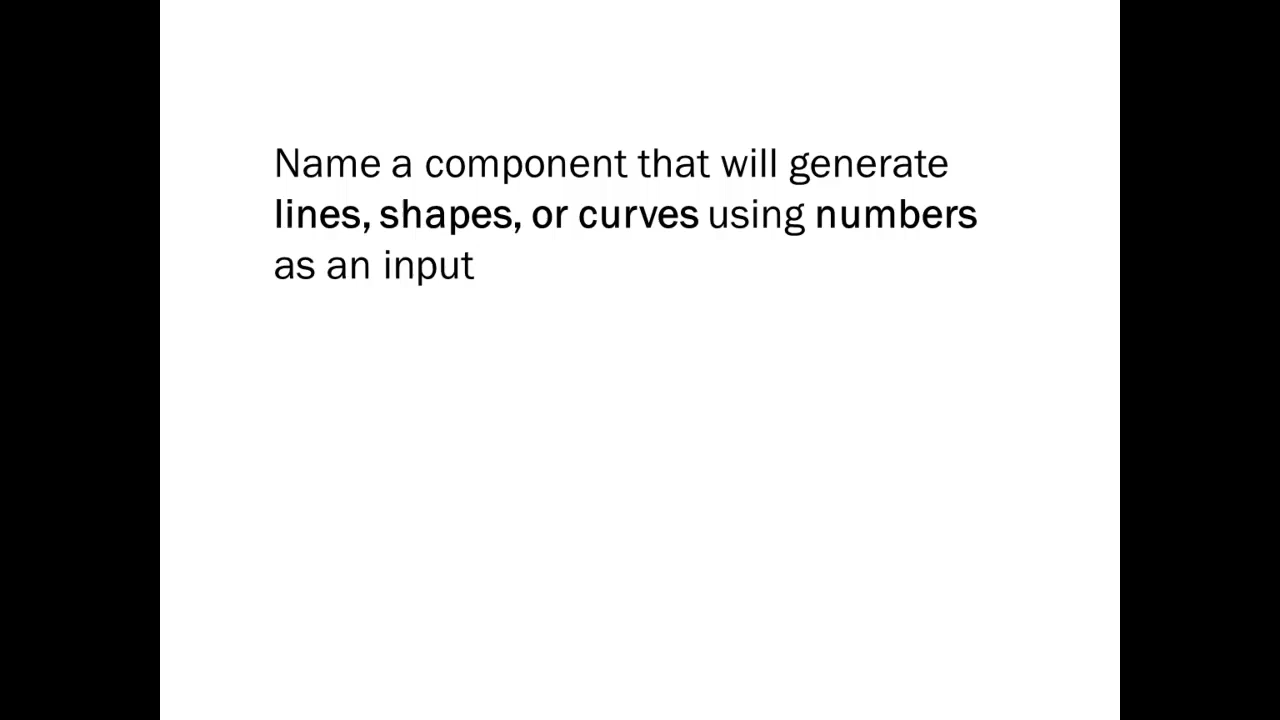 Name a component that will generate
lines, shapes, or curves using numbers
as an input